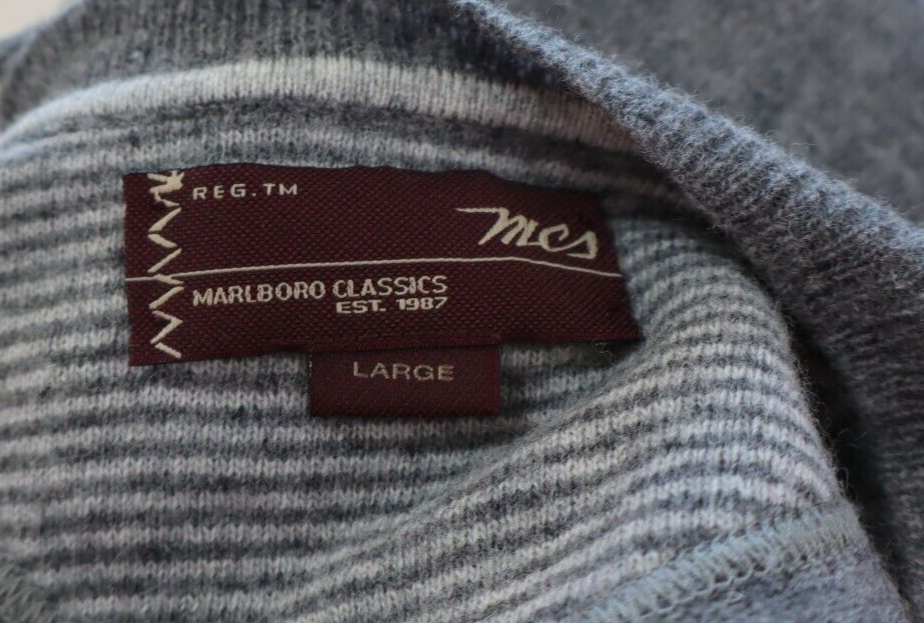 REG.TM
mcs
MARLBORO CLASSICS
EST. 1987
LARGE